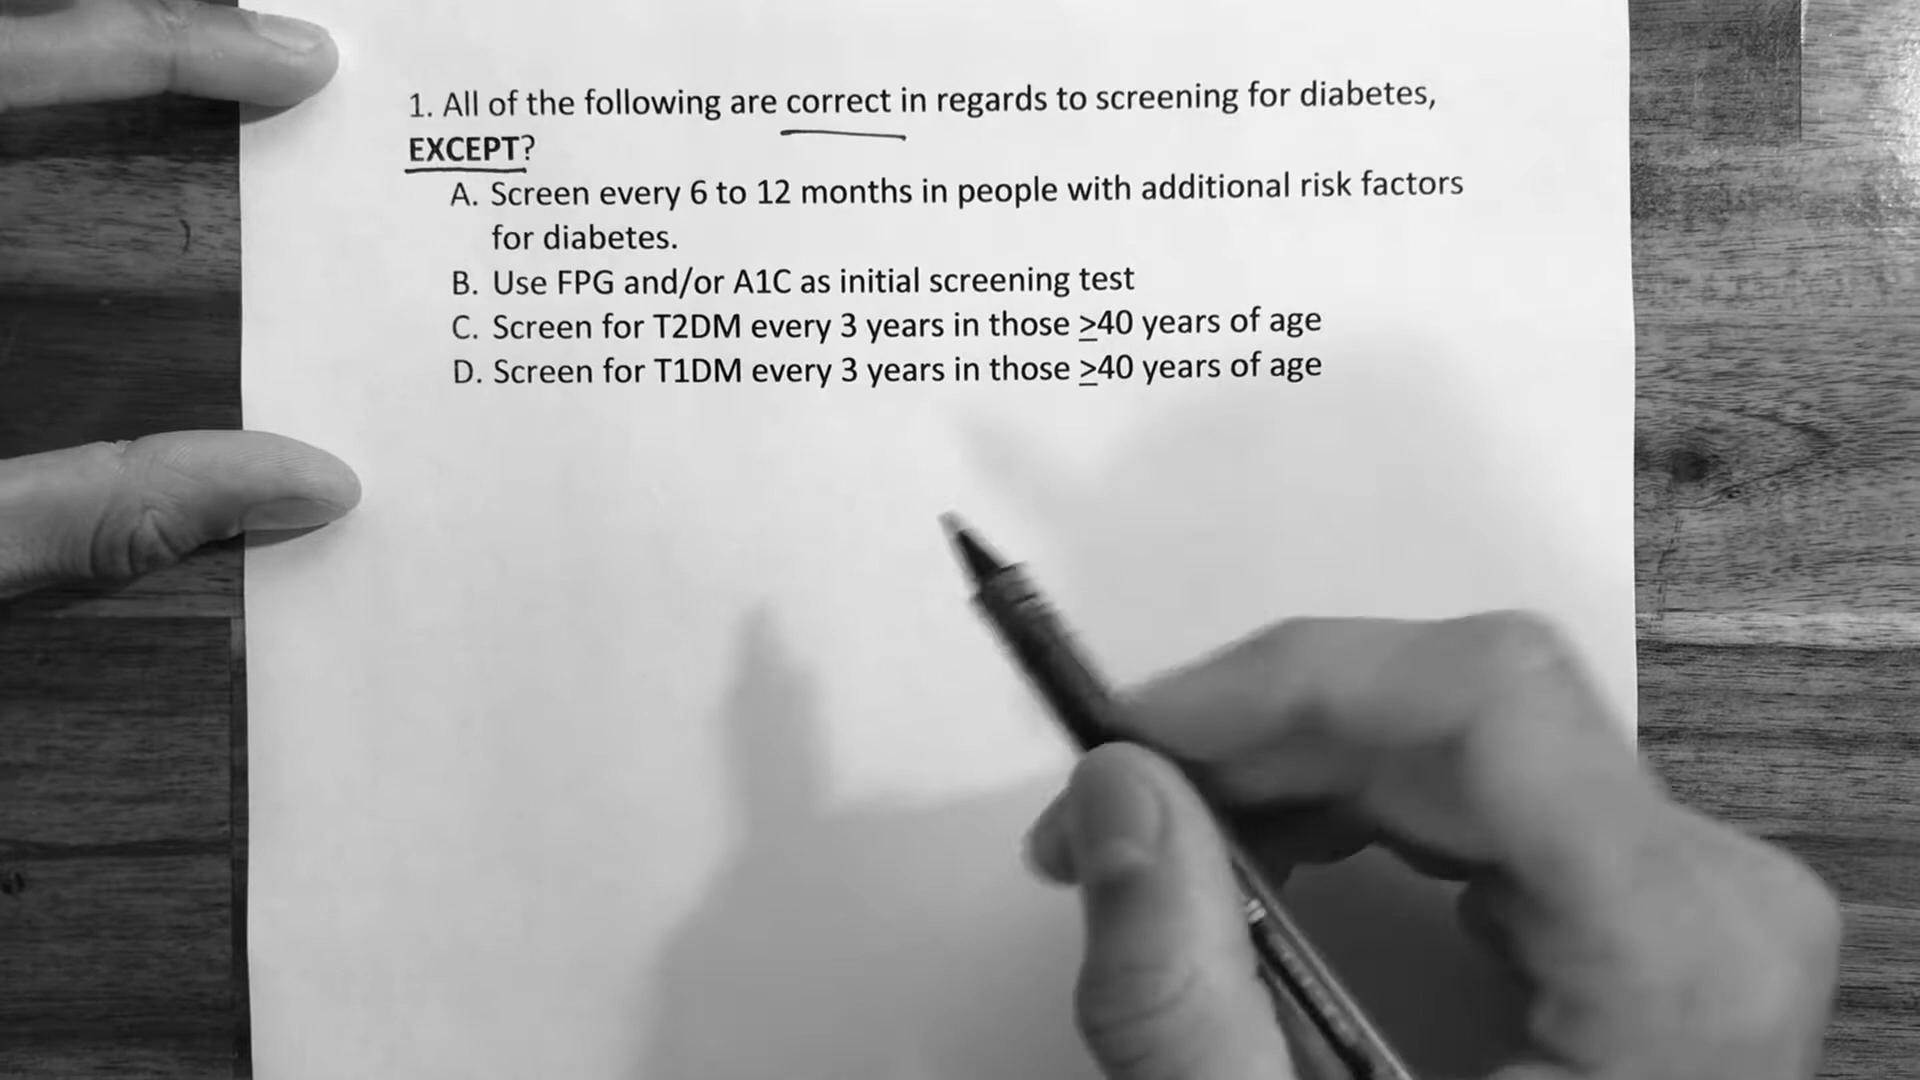 1. All of the following are correct in regards to screening for diabetes,
EXCEPT?
A. Screen every 6 to 12 months in people with additional risk factors
for diabetes.
B. Use FPG and/or A1C as initial screening test
C. Screen for T2DM every 3 years in those ≥40 years of age
D. Screen for T1DM every 3 years in those ≥40 years of age